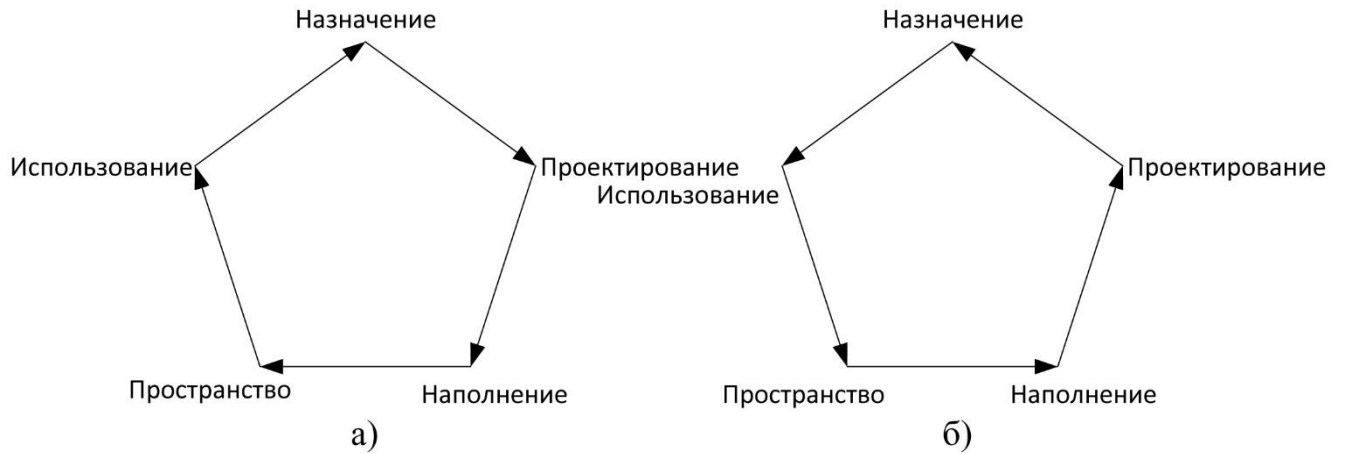 Назначение
Проектирование
Наполнение
Пространство
Использование
а)
Назначение
Проектирование
Наполнение
Пространство
Использование
б)